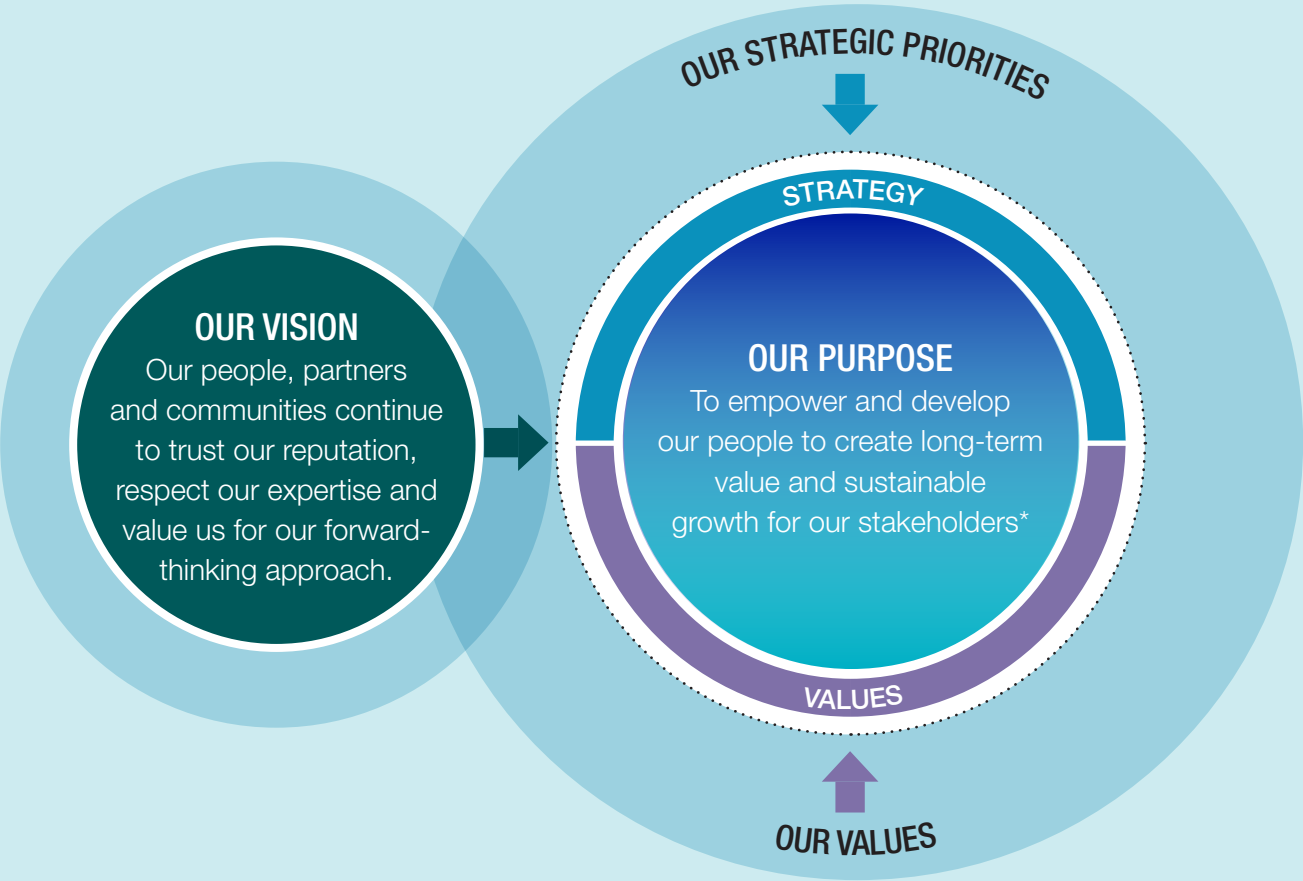 OUR STRATEGIC PRIORITIES
STRATEGY
OUR VISION
Our people, partners
and communities continue
to trust our reputation,
respect our expertise and
value us for our forward-
thinking approach.
OUR PURPOSE
To empower and develop
our people to create long-term
value and sustainable
growth for our stakeholders*
VALUES
OUR VALUES